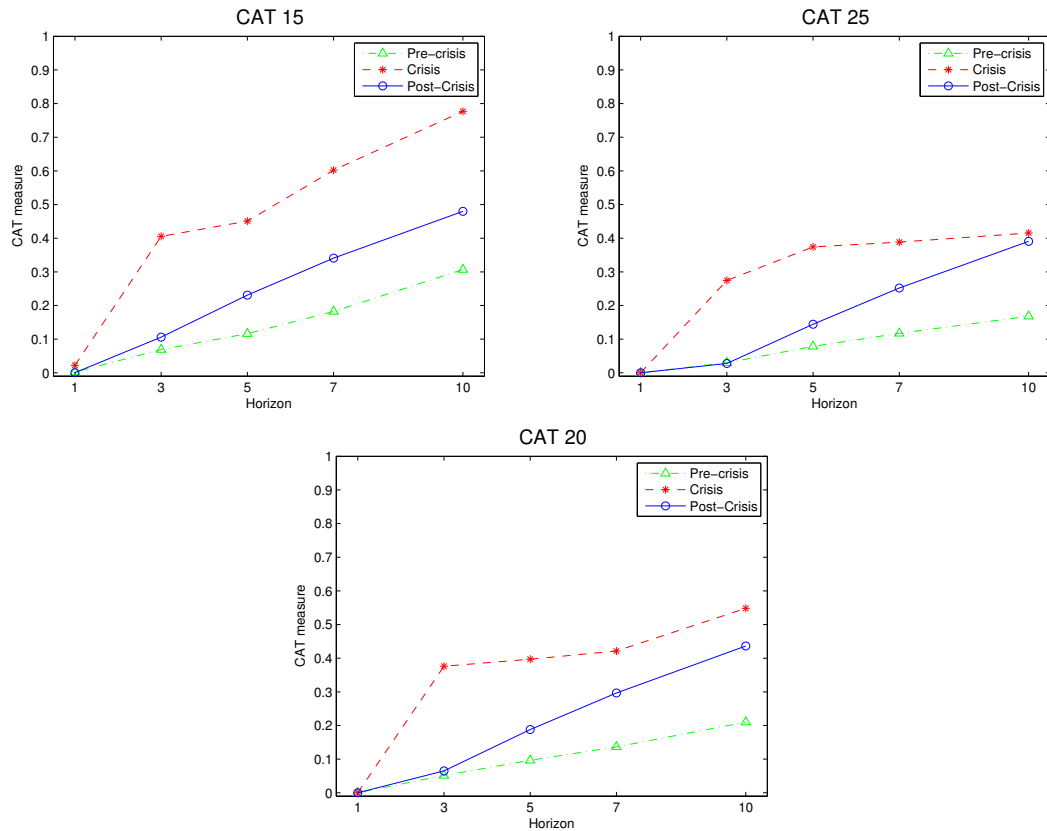 CAT 15
1
0.9
0.8
0.7
0.6
0.5
0.4
0.3
0.2
0.1
0
CAT measure
1 3 5 7 10
Horizon
Pre-crisis
Crisis
Post-Crisis
CAT 25
1
0.9
0.8
0.7
0.6
0.5
0.4
0.3
0.2
0.1
0
CAT measure
1 3 5 7 10
Horizon
Pre-crisis
Crisis
Post-Crisis
CAT 20
1
0.9
0.8
0.7
0.6
0.5
0.4
0.3
0.2
0.1
0
CAT measure
1 3 5 7 10
Horizon
Pre-crisis
Crisis
Post-Crisis